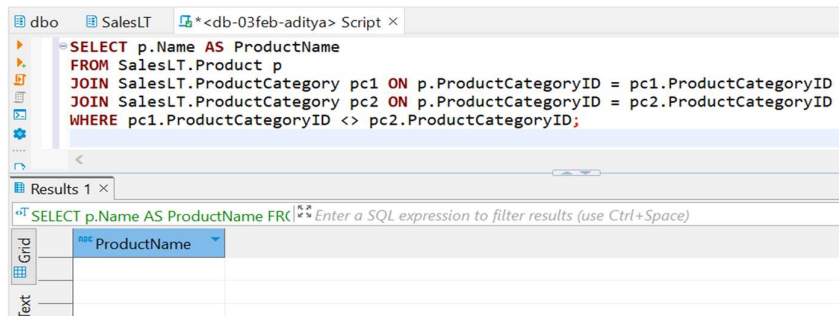 dbo SalesLT *<db-03feb-aditya> Script ×
SELECT p.Name AS ProductName
FROM SalesLT.Product p
JOIN SalesLT.ProductCategory pc1 ON p.ProductCategoryID = pc1.ProductCategoryID
JOIN SalesLT.ProductCategory pc2 ON p.ProductCategoryID = pc2.ProductCategoryID
WHERE pc1.ProductCategoryID <> pc2.ProductCategoryID;
Results 1 ×
SELECT p.Name AS ProductName FR( Enter a SQL expression to filter results (use Ctrl+Space)
Grid
ABC ProductName
Text